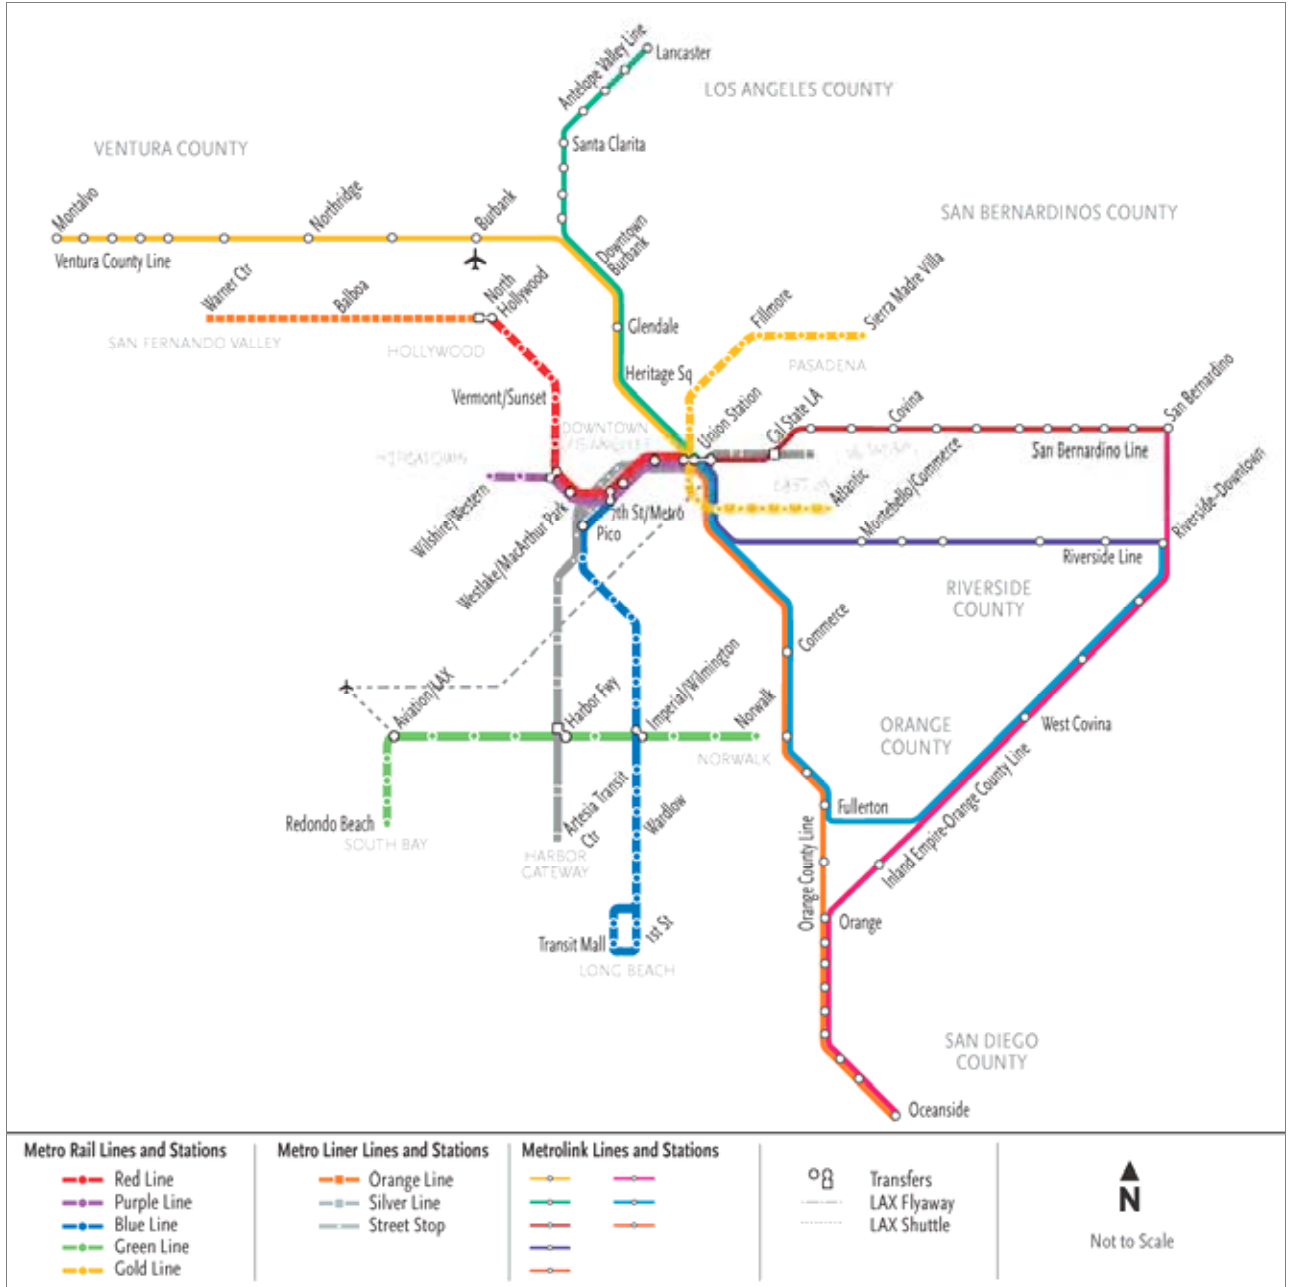 Antelope Valley Line
Lancaster
LOS ANGELES COUNTY
VENTURA COUNTY
Santa Clarita
Montalvo
Northridge
Burbank
SAN BERNARDINOS COUNTY
Downtown
Burbank
Ventura County Line
Warner Ctr
Balboa
North
Hollywood
Fillmore
Sierra Madre Villa
SAN FERNANDO VALLEY
HOLLYWOOD
Glendale
PASADENA
Heritage Sq
Vermont/Sunset
Union Station
Cal State LA
Covina
San Bernardino
DOWNTOWN
San Bernardino Line
Montebello/Commerce
Riverside-Downtown
Wilshire/Western
Westlake/MacArthur Park
7th St/Metro
Pico
Atlantic
Riverside Line
RIVERSIDE
COUNTY
Commerce
Aviation/LAX
Harbor Fwy
Imperial/Wilmington
Norwalk
NORWALK
ORANGE
COUNTY
West Covina
Redondo Beach
SOUTH BAY
Artesia Transit
Ctr
Wardlow
HARBOR
GATEWAY
Fullerton
Orange County Line
Inland Empire-Orange County Line
Orange
Transit Mall
1st St
LONG BEACH
SAN DIEGO
COUNTY
Oceanside
Metro Rail Lines and Stations
Red Line
Purple Line
Blue Line
Green Line
Gold Line
Metro Liner Lines and Stations
Orange Line
Silver Line
Street Stop
Metrolink Lines and Stations
Transfers
LAX Flyaway
LAX Shuttle
N
Not to Scale